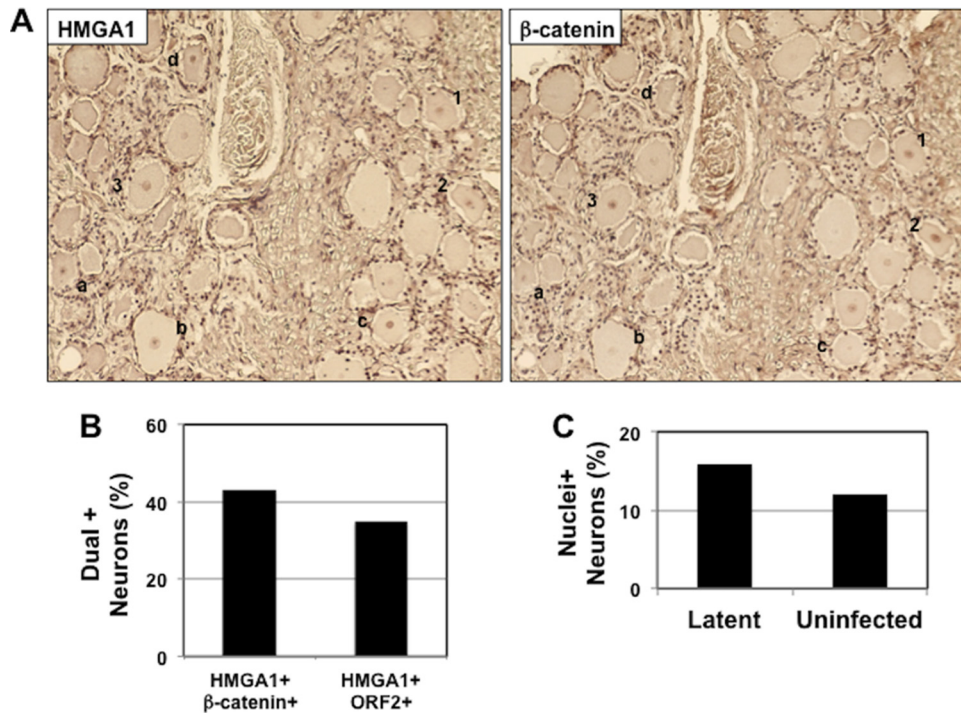 A
HMGA1
d
1
3
2
a
b
c
β-catenin
d
1
3
2
a
b
c
B
Dual +
Neurons (%)
60
40
20
0
HMGA1+
β-catenin+
HMGA1+
ORF2+
C
Nuclei+
Neurons (%)
20
10
0
Latent
Uninfected